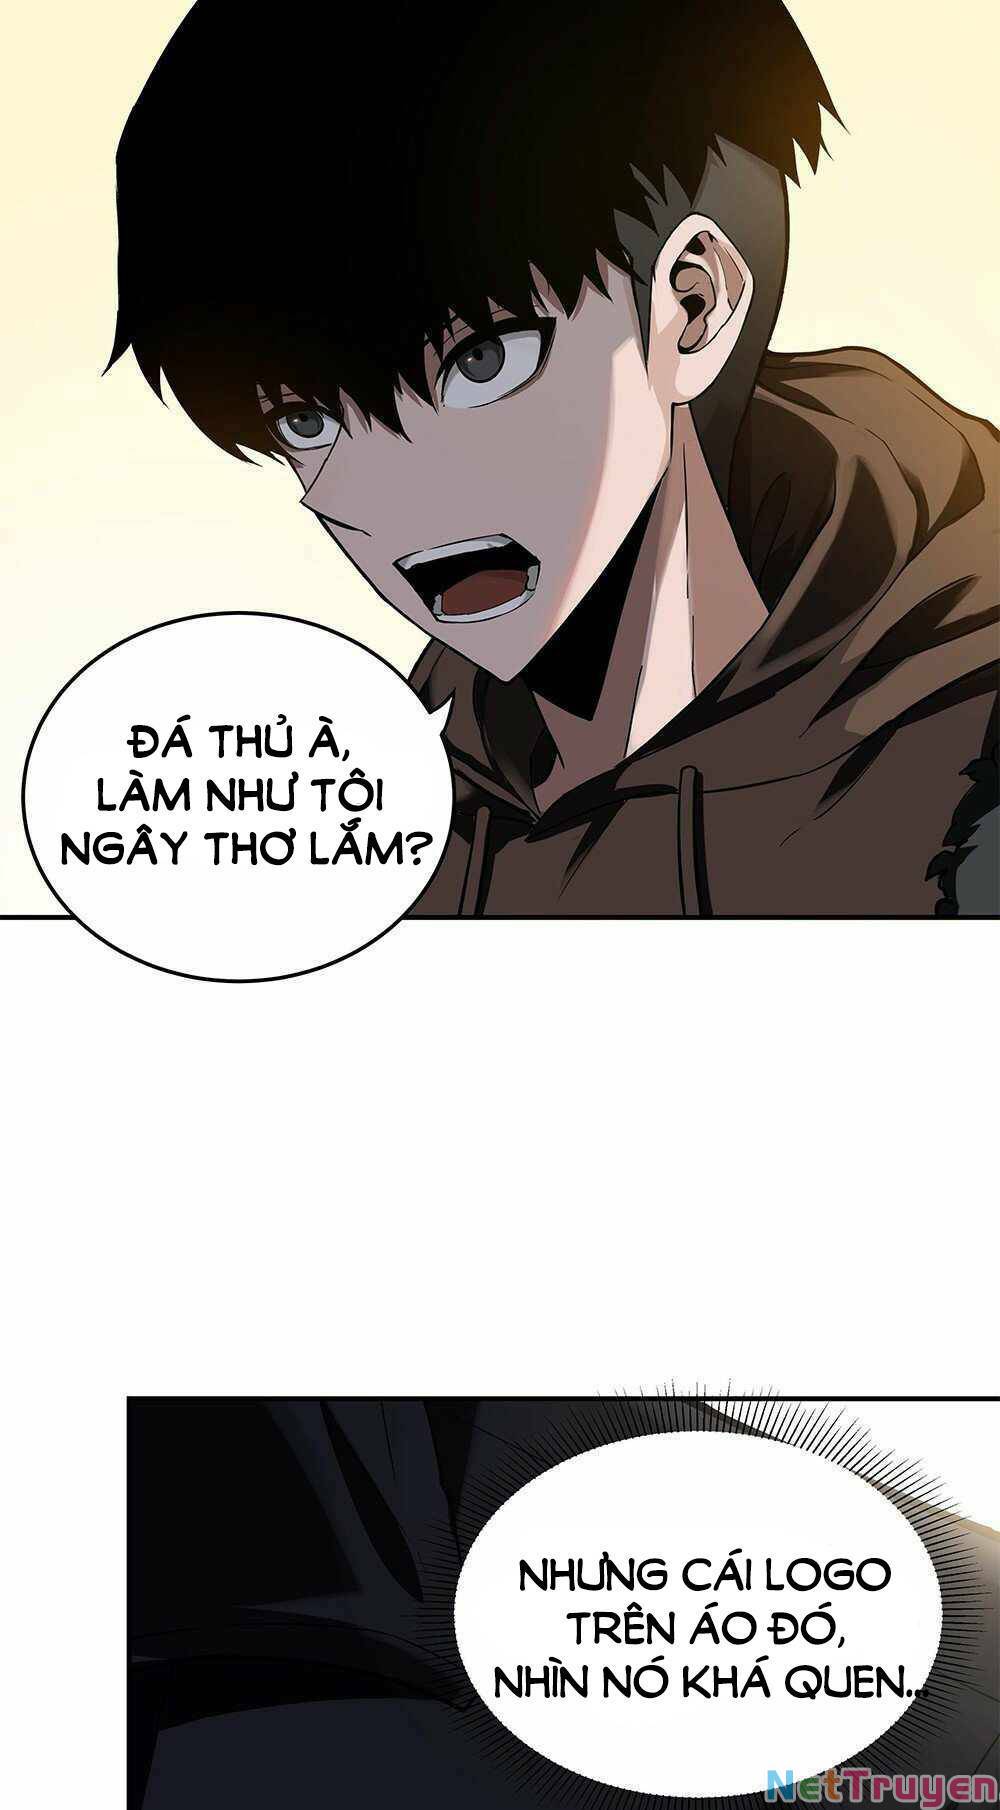 ĐÁ THỦ À,
LÀM NHƯ TÔI
NGÂY THƠ LẮM?
NHƯNG CÁI LOGO
TRÊN ÁO ĐÓ,
NHÌN NÓ KHÁ QUEN...
NetTruyen